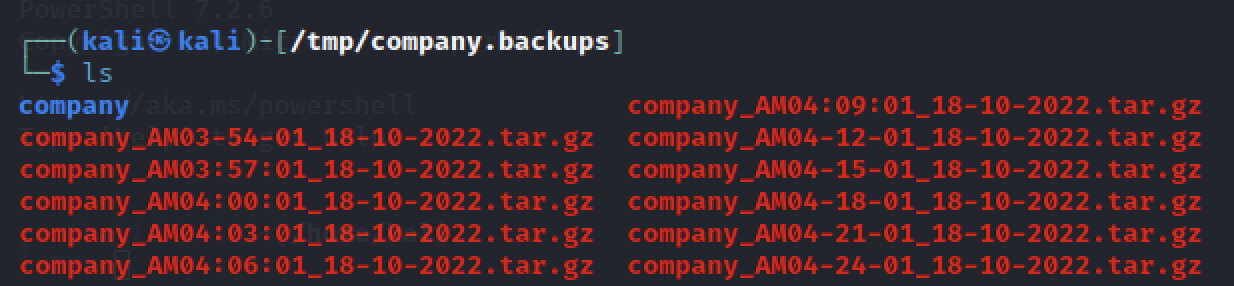 PowerShell 7.2.6
┌──(kali㉿kali)-[/tmp/company.backups]
└─$ ls
company //aka.ms/powershell company_AM04:09:01_18-10-2022.tar.gz
company_AM03-54-01_18-10-2022.tar.gz company_AM04-12-01_18-10-2022.tar.gz
company_AM03:57:01_18-10-2022.tar.gz company_AM04-15-01_18-10-2022.tar.gz
company_AM04:00:01_18-10-2022.tar.gz company_AM04-18-01_18-10-2022.tar.gz
company_AM04:03:01_18-10-2022.tar.gz company_AM04-21-01_18-10-2022.tar.gz
company_AM04:06:01_18-10-2022.tar.gz company_AM04-24-01_18-10-2022.tar.gz